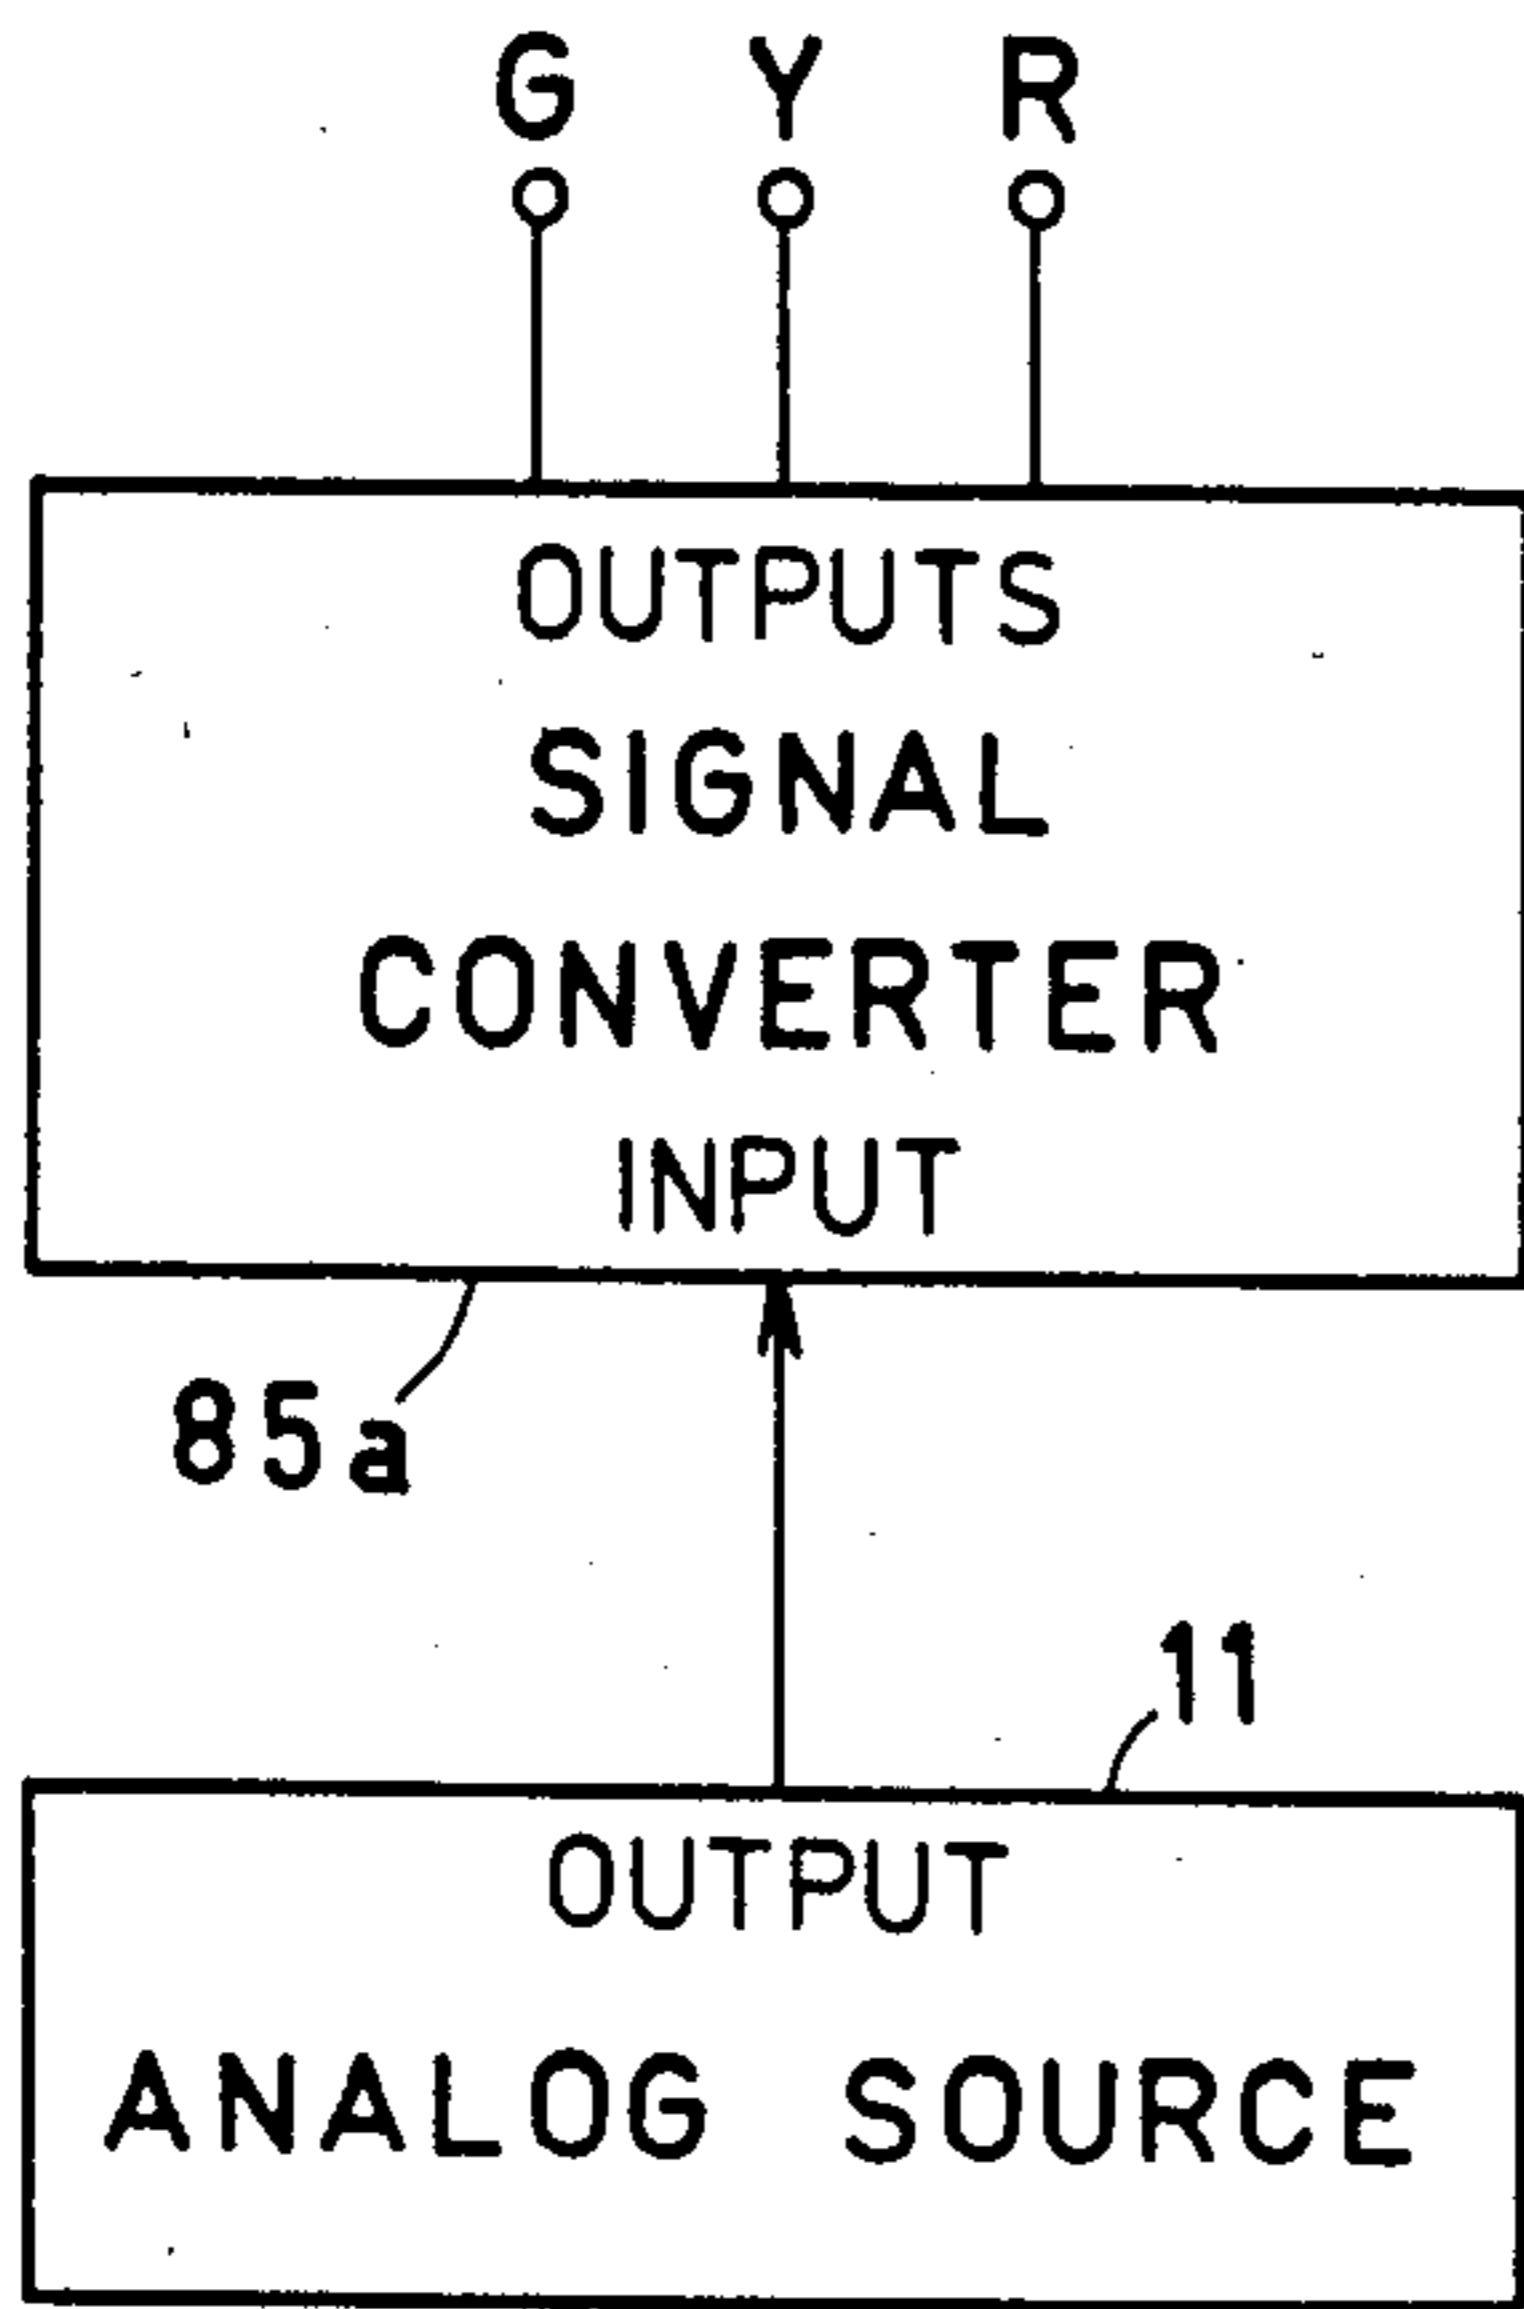 G Y R
OUTPUTS
SIGNAL
CONVERTER
INPUT
85a
11
OUTPUT
ANALOG SOURCE